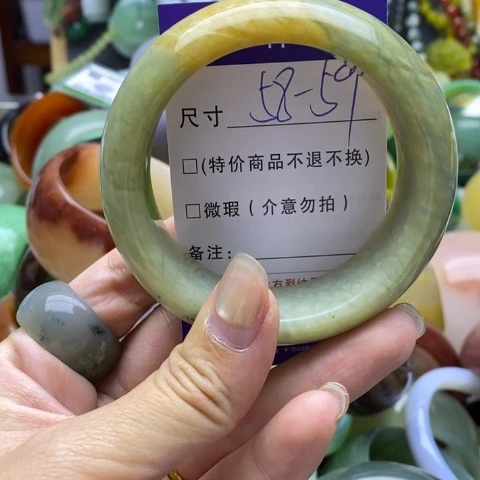 尺寸 58-59
□(特价商品不退不换)
□微瑕(介意勿拍)
备注: